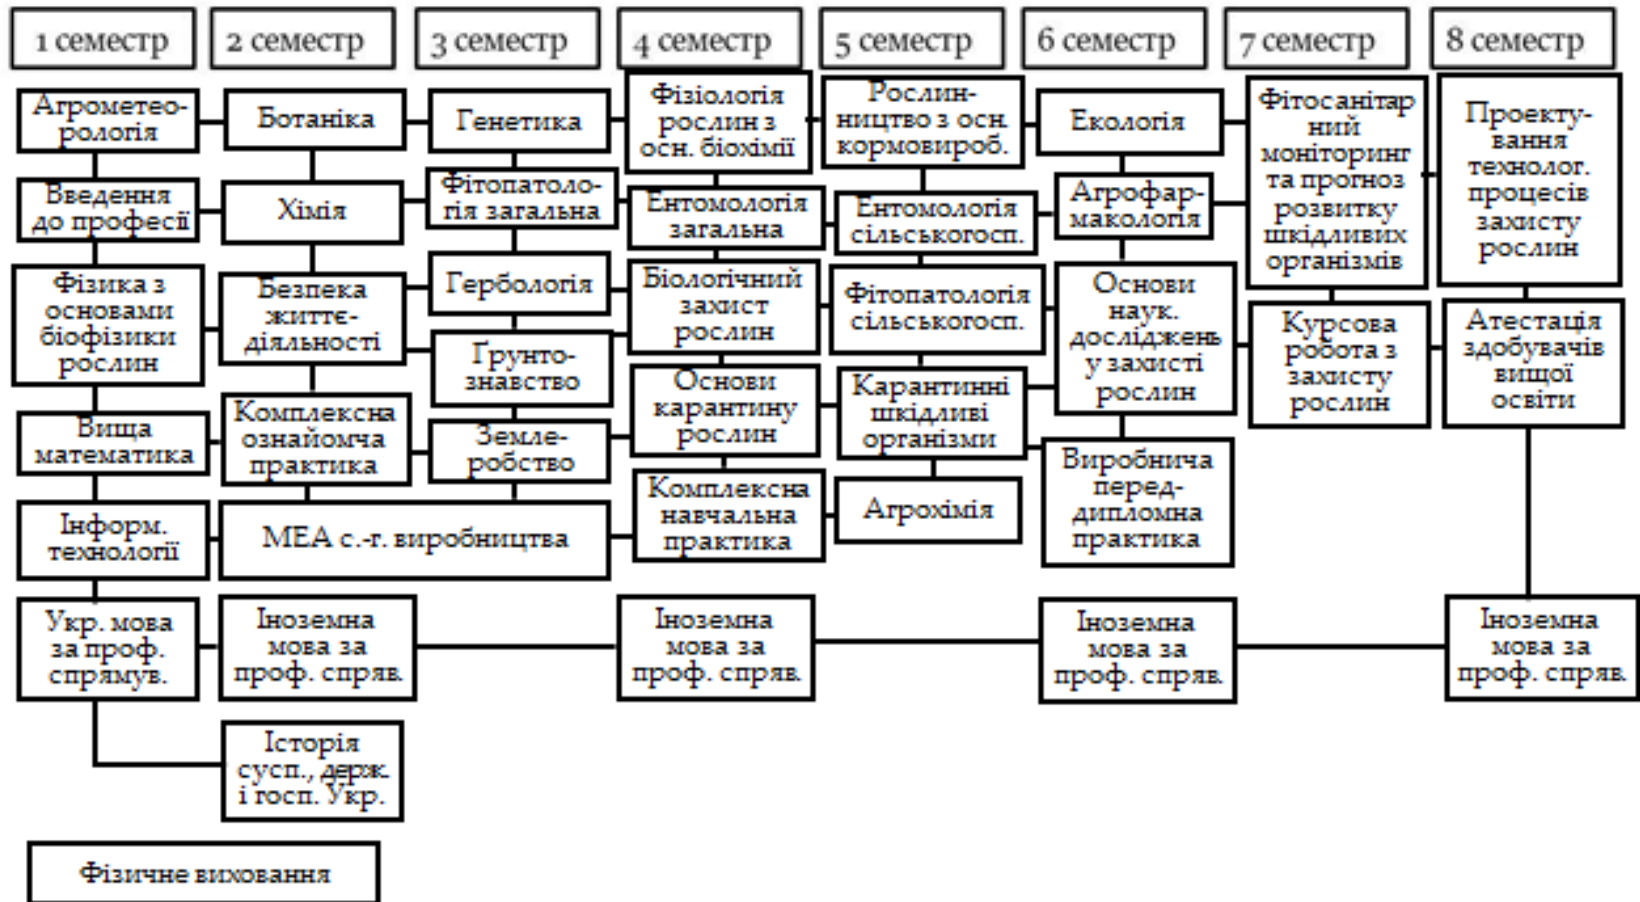 1 семестр
2 семестр
3 семестр
4 семестр
5 семестр
6 семестр
7 семестр
8 семестр
Агрометео-
рологія
Введення
до професії
Фізика з
основами
біофізики
рослин
Вища
математика
Інформ.
технології
Укр. мова
за проф.
спрямув.
Ботаніка
Хімія
Безпека
життє-
діяльності
Комплексна
ознайомча
практика
МЕА с.-г. виробництва
Іноземна
мова за
проф. спряв.
Історія
сусп., держ.
і госп. Укр.
Генетика
Фітопатоло-
гія загальна
Гербологія
Ґрунто-
знавство
Земле-
робство
Фізіологія
рослин з
осн. біохімії
Ентомологія
загальна
Біологічний
захист
рослин
Основи
карантину
рослин
Комплексна
навчальна
практика
Іноземна
мова за
проф. спряв.
Рослин-
ництво з осн.
кормовироб.
Ентомологія
сільськогосп.
Фітопатологія
сільськогосп.
Карантинні
шкідливі
організми
Агрохімія
Екологія
Агрофар-
макологія
Основи
наук.
досліджень
у захисті
рослин
Виробнича
перед-
дипломна
практика
Іноземна
мова за
проф. спряв.
Фітосанітар
ний
моніторинг
та прогноз
розвитку
шкідливих
організмів
Курсова
робота з
захисту
рослин
Проекту-
вання
технолог.
процесів
захисту
рослин
Атестація
здобувачів
вищої
освіти
Іноземна
мова за
проф. спряв.
Фізичне виховання